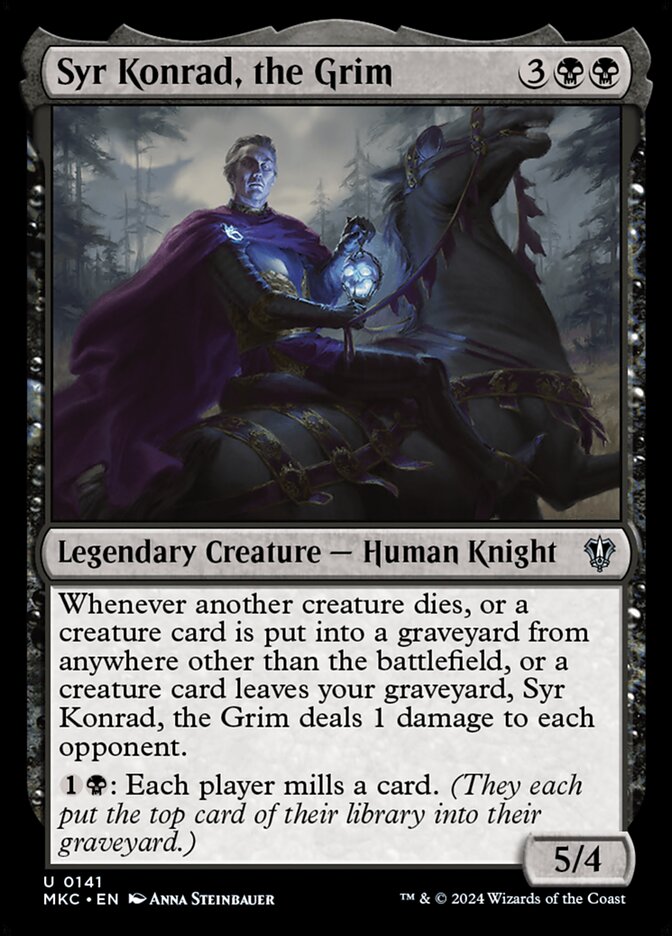 Syr Konrad, the Grim 3
Legendary Creature — Human Knight
Whenever another creature dies, or a
creature card is put into a graveyard from
anywhere other than the battlefield, or a
creature card leaves your graveyard, Syr
Konrad, the Grim deals 1 damage to each
opponent.
1: Each player mills a card. (They each
put the top card of their library into their
graveyard.)
5/4
U 0141
MKC • EN Anna Steinbauer
™ & © 2024 Wizards of the Coast